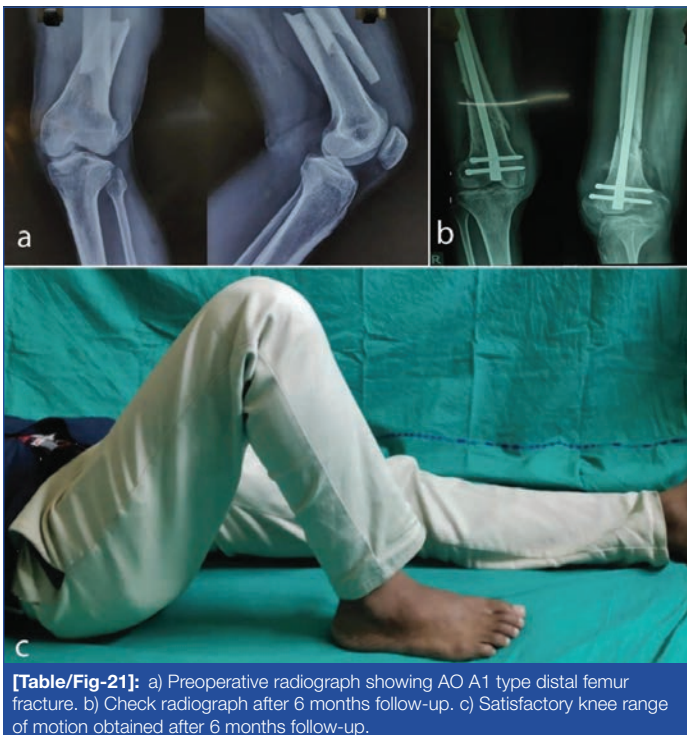 a
b
R
c
[Table/Fig-21]: a) Preoperative radiograph showing AO A1 type distal femur
fracture. b) Check radiograph after 6 months follow-up. c) Satisfactory knee range
of motion obtained after 6 months follow-up.